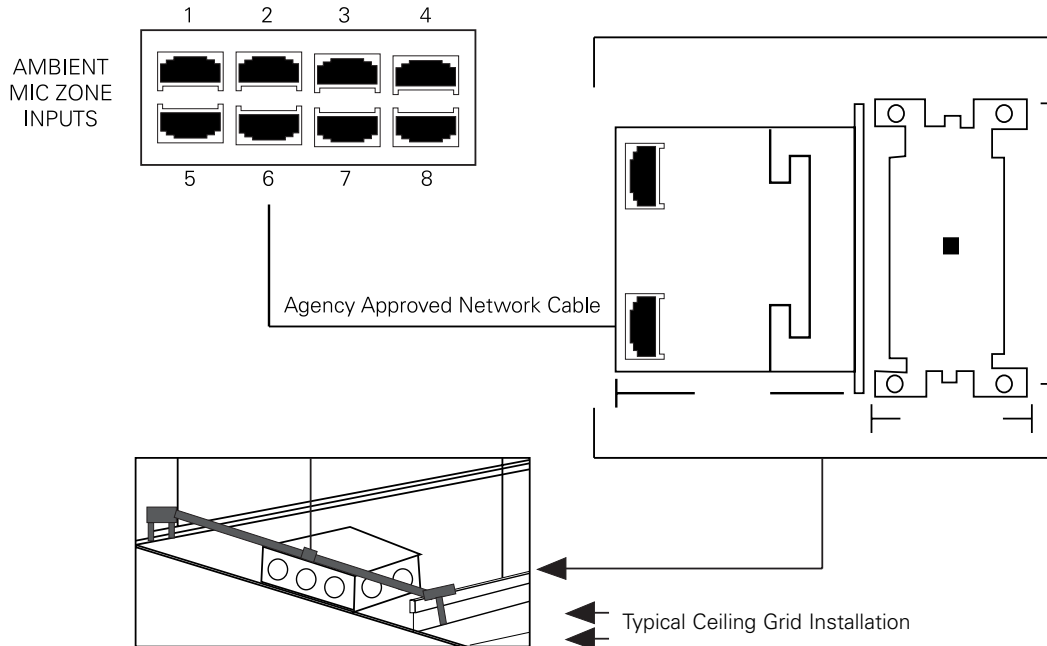 1 2 3 4
AMBIENT
MIC ZONE
INPUTS
5 6 7 8
Agency Approved Network Cable
Typical Ceiling Grid Installation